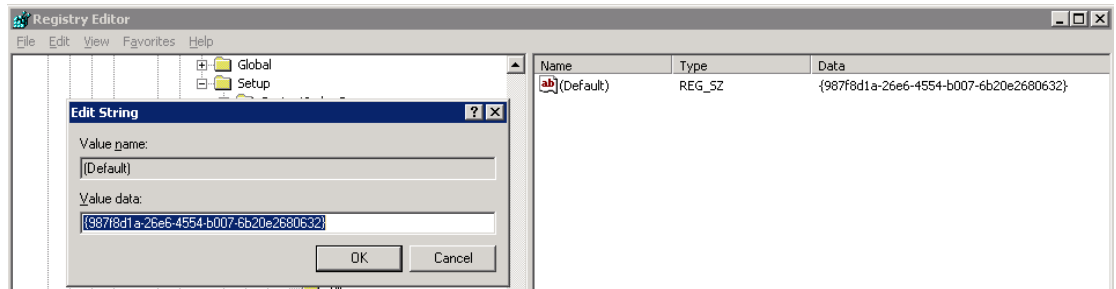 Registry Editor
File Edit View Favorites Help
Global
Setup
Name Type Data
(Default) REG_SZ {987f8d1a-26e6-4554-b007-6b20e2680632}
Edit String
Value name:
(Default)
Value data:
{987f8d1a-26e6-4554-b007-6b20e2680632}
OK Cancel